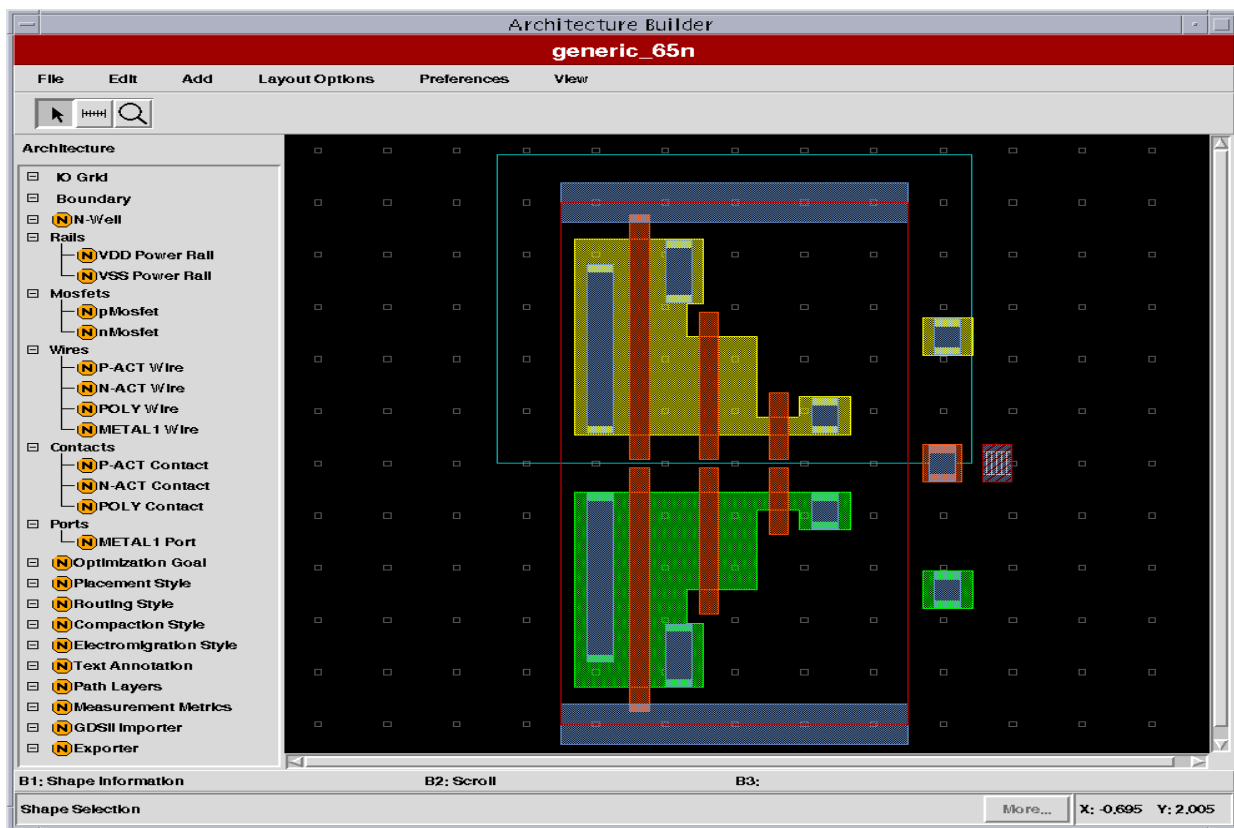 Architecture Builder
generic_65n
File Edit Add Layout Options Preferences View
Architecture
IO Grid
Boundary
N N-Well
Rails
N VDD Power Rail
N VSS Power Rail
Mosfets
N pMosfet
N nMosfet
Wires
N P-ACT Wire
N N-ACT Wire
N POLY Wire
N METAL1 Wire
Contacts
N P-ACT Contact
N N-ACT Contact
N POLY Contact
Ports
N METAL1 Port
N Optimization Goal
N Placement Style
N Routing Style
N Compaction Style
N Electromigration Style
N Text Annotation
N Path Layers
N Measurement Metrics
N GDSII Importer
N Exporter
B1: Shape Information B2: Scroll B3:
Shape Selection More... X: -0.695 Y: 2.005